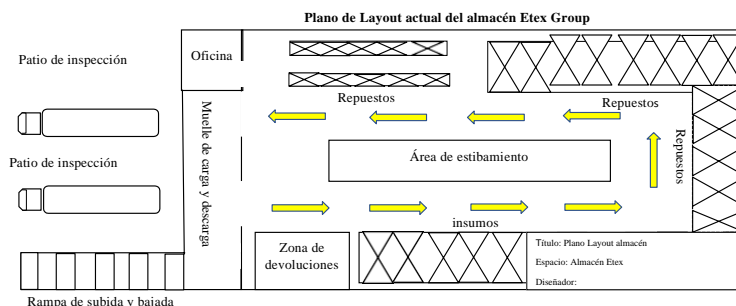 Plano de Layout actual del almacén Etex Group
Oficina
Patio de inspección
Repuestos
Repuestos
Muelle de carga y descarga
Repuestos
Patio de inspección
Área de estibamiento
insumos
Zona de
devoluciones
Título: Plano Layout almacén
Espacio: Almacén Etex
Diseñador:
Rampa de subida y bajada